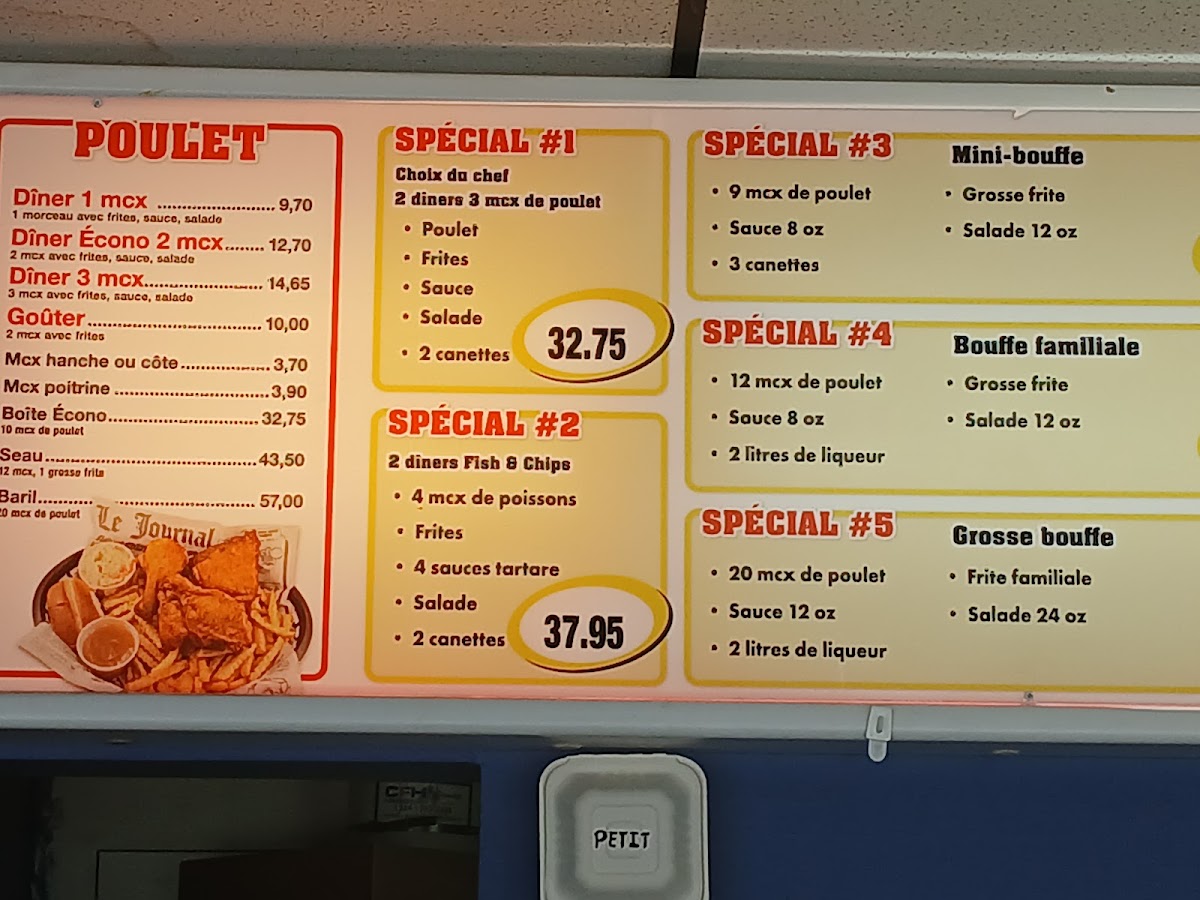 POULET
Dîner 1 mcx ........................ 9,70
1 morceau avec frites, sauce, salade
Dîner Écono 2 mcx........ 12,70
2 mcx avec frites, sauce, salade
Dîner 3 mcx........................ 14,65
3 mcx avec frites, sauce, salade
Goûter................................... 10,00
2 mcx avec frites
Mcx hanche ou côte.................. 3,70
Mcx poitrine ................................3,90
Boîte Écono.............................. 32,75
10 mcx de poulet
Seau..........................................43,50
12 mcx, 1 grosse frite
Baril........................................... 57,00
20 mcx de poulet
Le Journal
SPÉCIAL #1
Choix du chef
2 diners 3 mcx de poulet
• Poulet
• Frites
• Sauce
• Salade
• 2 canettes
32.75
SPÉCIAL #2
2 diners Fish & Chips
• 4 mcx de poissons
• Frites
• 4 sauces tartare
• Salade
• 2 canettes
37.95
SPÉCIAL #3
• 9 mcx de poulet
• Sauce 8 oz
• 3 canettes
Mini-bouffe
• Grosse frite
• Salade 12 oz
SPÉCIAL #4
• 12 mcx de poulet
• Sauce 8 oz
• 2 litres de liqueur
Bouffe familiale
• Grosse frite
• Salade 12 oz
SPÉCIAL #5
• 20 mcx de poulet
• Sauce 12 oz
• 2 litres de liqueur
Grosse bouffe
• Frite familiale
• Salade 24 oz
PETIT